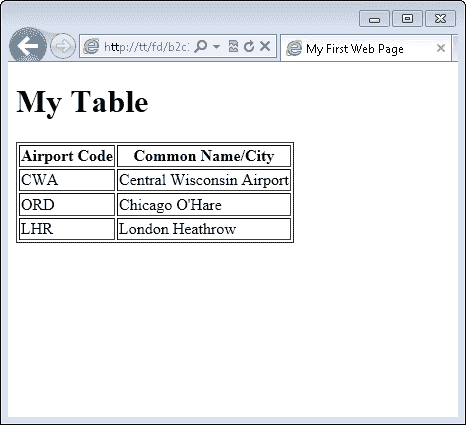 http://tt/fd/b2c
My First Web Page
My Table
Airport Code Common Name/City
CWA Central Wisconsin Airport
ORD Chicago O'Hare
LHR London Heathrow